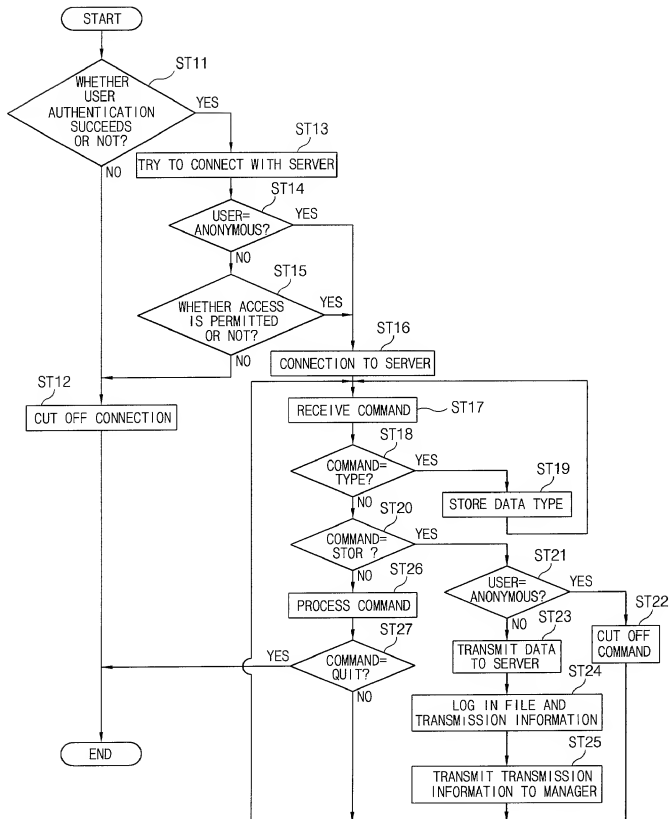 START
ST11
WHETHER
USER
AUTHENTICATION
SUCCEEDS
OR NOT?
YES
NO
ST13
TRY TO CONNECT WITH SERVER
ST14
USER=
ANONYMOUS?
YES
NO
ST15
WHETHER ACCESS
IS PERMITTED
OR NOT?
YES
NO
ST16
CONNECTION TO SERVER
ST12
CUT OFF CONNECTION
RECEIVE COMMAND
ST17
ST18
COMMAND=
TYPE?
YES
NO
ST19
STORE DATA TYPE
ST20
COMMAND=
STOR ?
YES
NO
ST21
USER=
ANONYMOUS?
YES
NO
ST22
CUT OFF
COMMAND
ST26
PROCESS COMMAND
ST23
TRANSMIT DATA
TO SERVER
ST27
COMMAND=
QUIT?
YES
NO
ST24
LOG IN FILE AND
TRANSMISSION INFORMATION
ST25
TRANSMIT TRANSMISSION
INFORMATION TO MANAGER
END